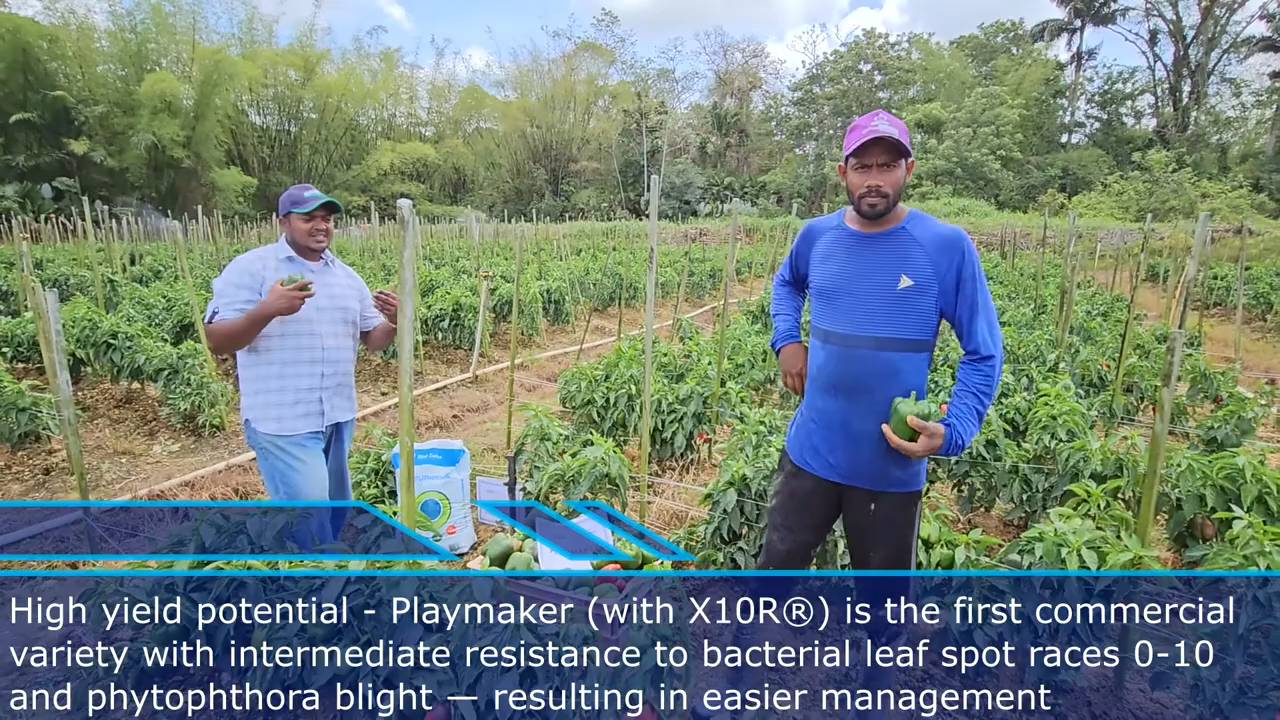 High yield potential - Playmaker (with X10R®) is the first commercial
variety with intermediate resistance to bacterial leaf spot races 0-10
and phytophthora blight — resulting in easier management